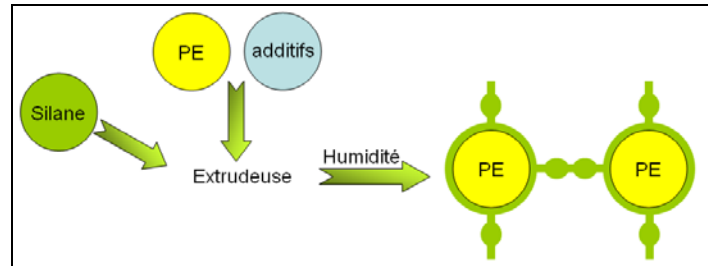 PE
additifs
Silane
Extrudeuse
Humidité
PE
PE